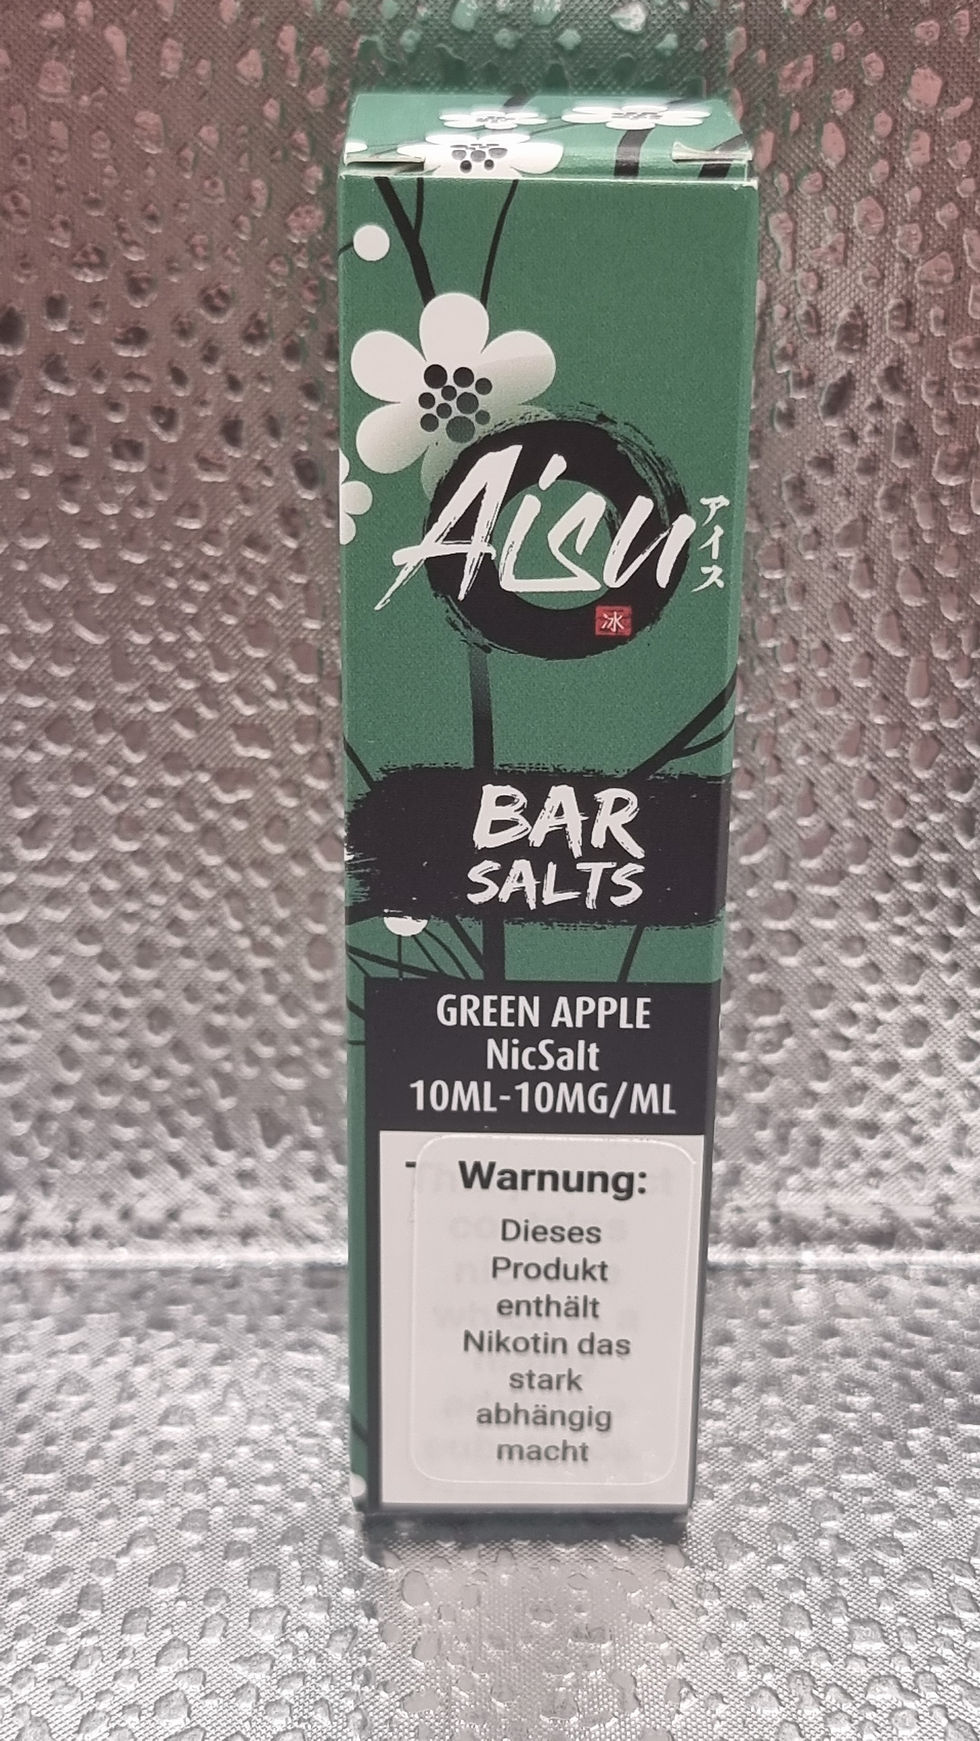 Aisu
アイス
氷
BAR
SALTS
GREEN APPLE
NicSalt
10ML-10MG/ML
Warnung:
Dieses
Produkt
enthält
Nikotin das
stark
abhängig
macht